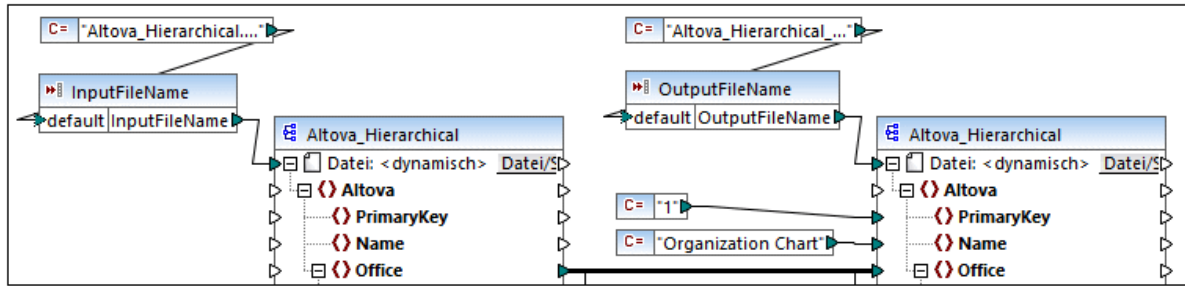 C= "Altova_Hierarchical...."
C= "Altova_Hierarchical_..."
InputFileName
default InputFileName
OutputFileName
default OutputFileName
Altova_Hierarchical
Datei: <dynamisch> Datei/S
Altova
PrimaryKey
Name
Office
C= "1"
C= "Organization Chart"
Altova_Hierarchical
Datei: <dynamisch> Datei/S
Altova
PrimaryKey
Name
Office